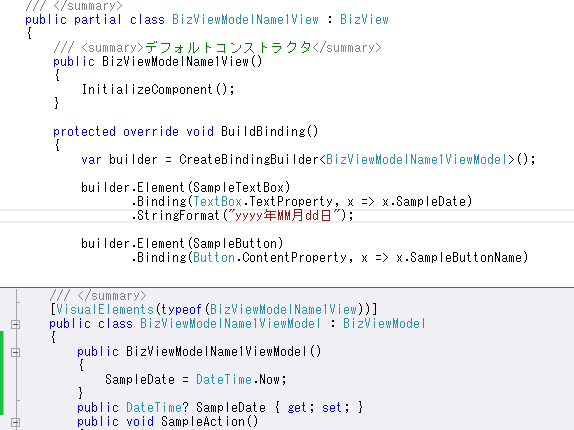 /// </summary>
public partial class BizViewModelName1View : BizView
{
/// <summary>デフォルトコンストラクタ</summary>
public BizViewModelName1View()
{
InitializeComponent();
}
protected override void BuildBinding()
{
var builder = CreateBindingBuilder<BizViewModelName1ViewModel>();
builder.Element(SampleTextBox)
.Binding(TextBox.TextProperty, x => x.SampleDate)
.StringFormat("yyyy年MM月dd日");
builder.Element(SampleButton)
.Binding(Button.ContentProperty, x => x.SampleButtonName)
/// </summary>
[VisualElements(typeof(BizViewModelName1View))]
public class BizViewModelName1ViewModel : BizViewModel
{
public BizViewModelName1ViewModel()
{
SampleDate = DateTime.Now;
}
public DateTime? SampleDate { get; set; }
public void SampleAction()